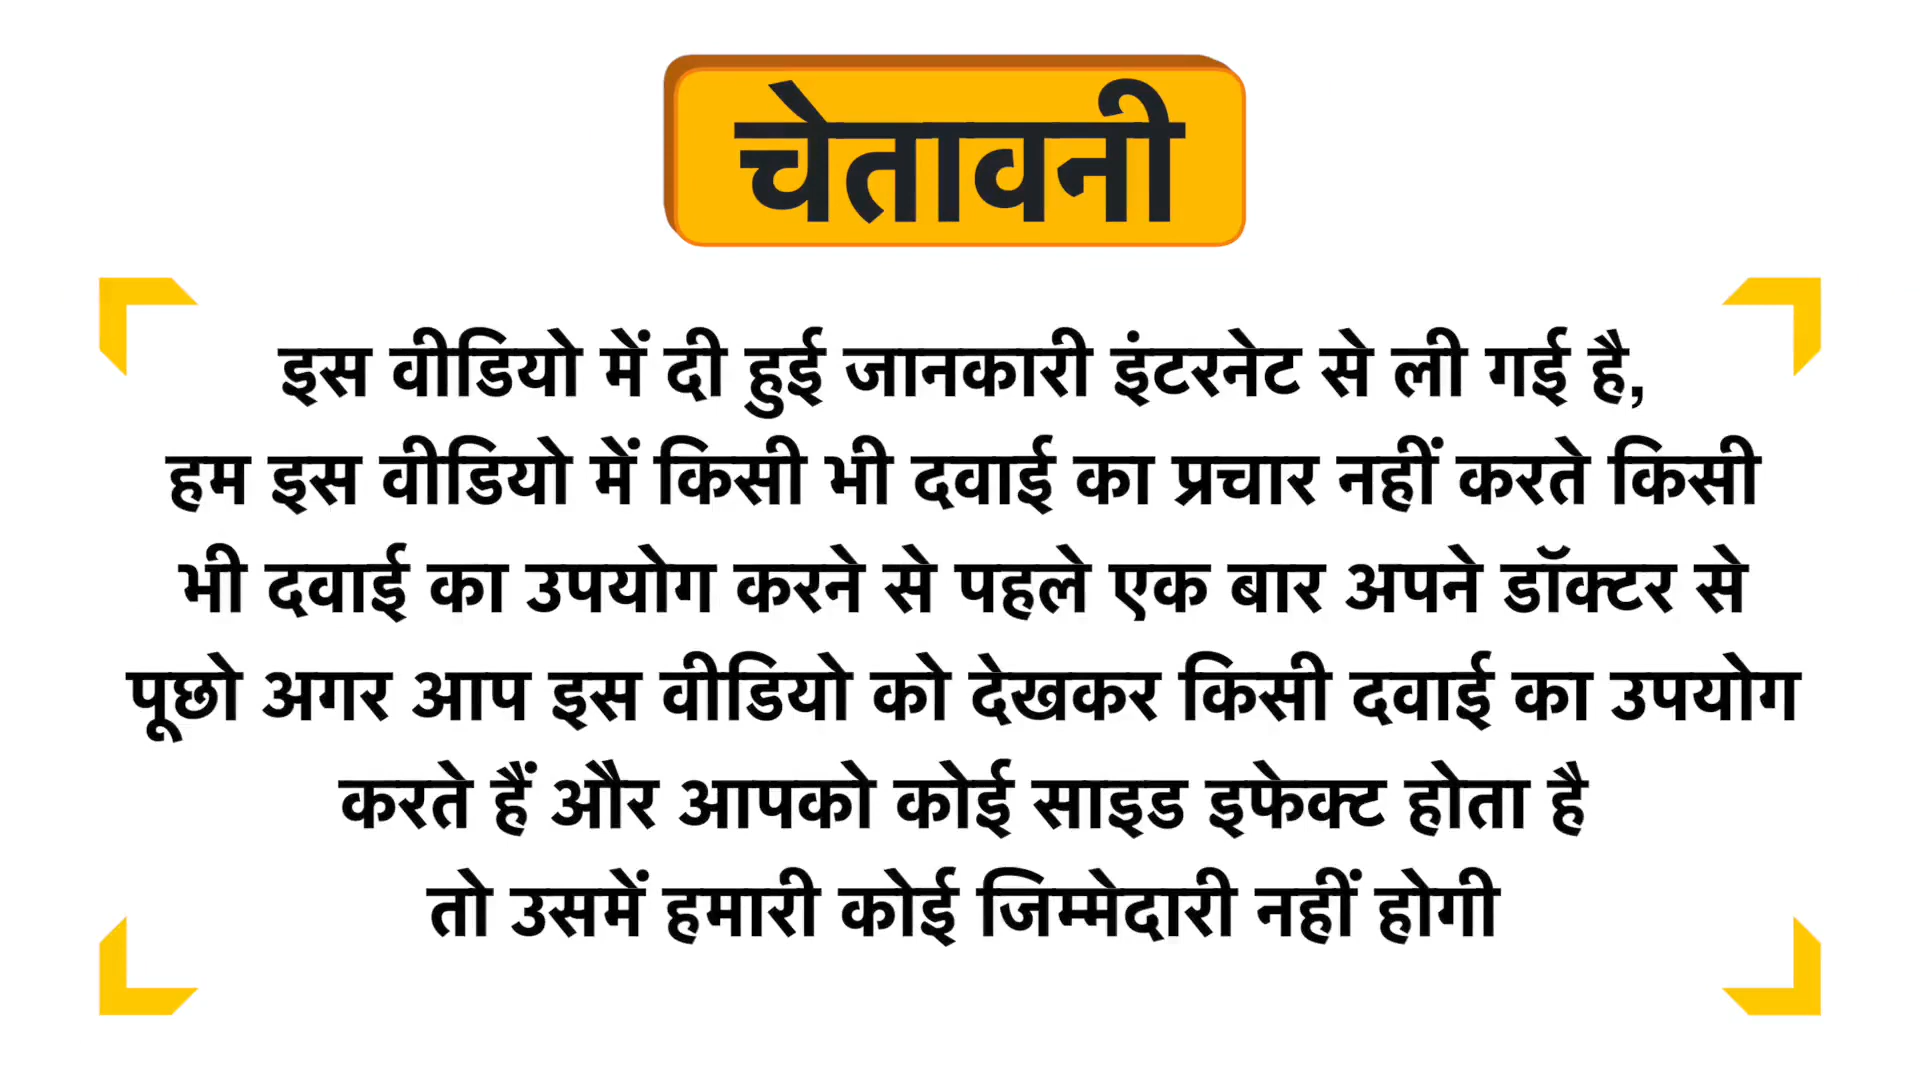 चेतावनी
इस वीडियो में दी हुई जानकारी इंटरनेट से ली गई है,
हम इस वीडियो में किसी भी दवाई का प्रचार नहीं करते किसी
भी दवाई का उपयोग करने से पहले एक बार अपने डॉक्टर से
पूछो अगर आप इस वीडियो को देखकर किसी दवाई का उपयोग
करते हैं और आपको कोई साइड इफेक्ट होता है
तो उसमें हमारी कोई जिम्मेदारी नहीं होगी